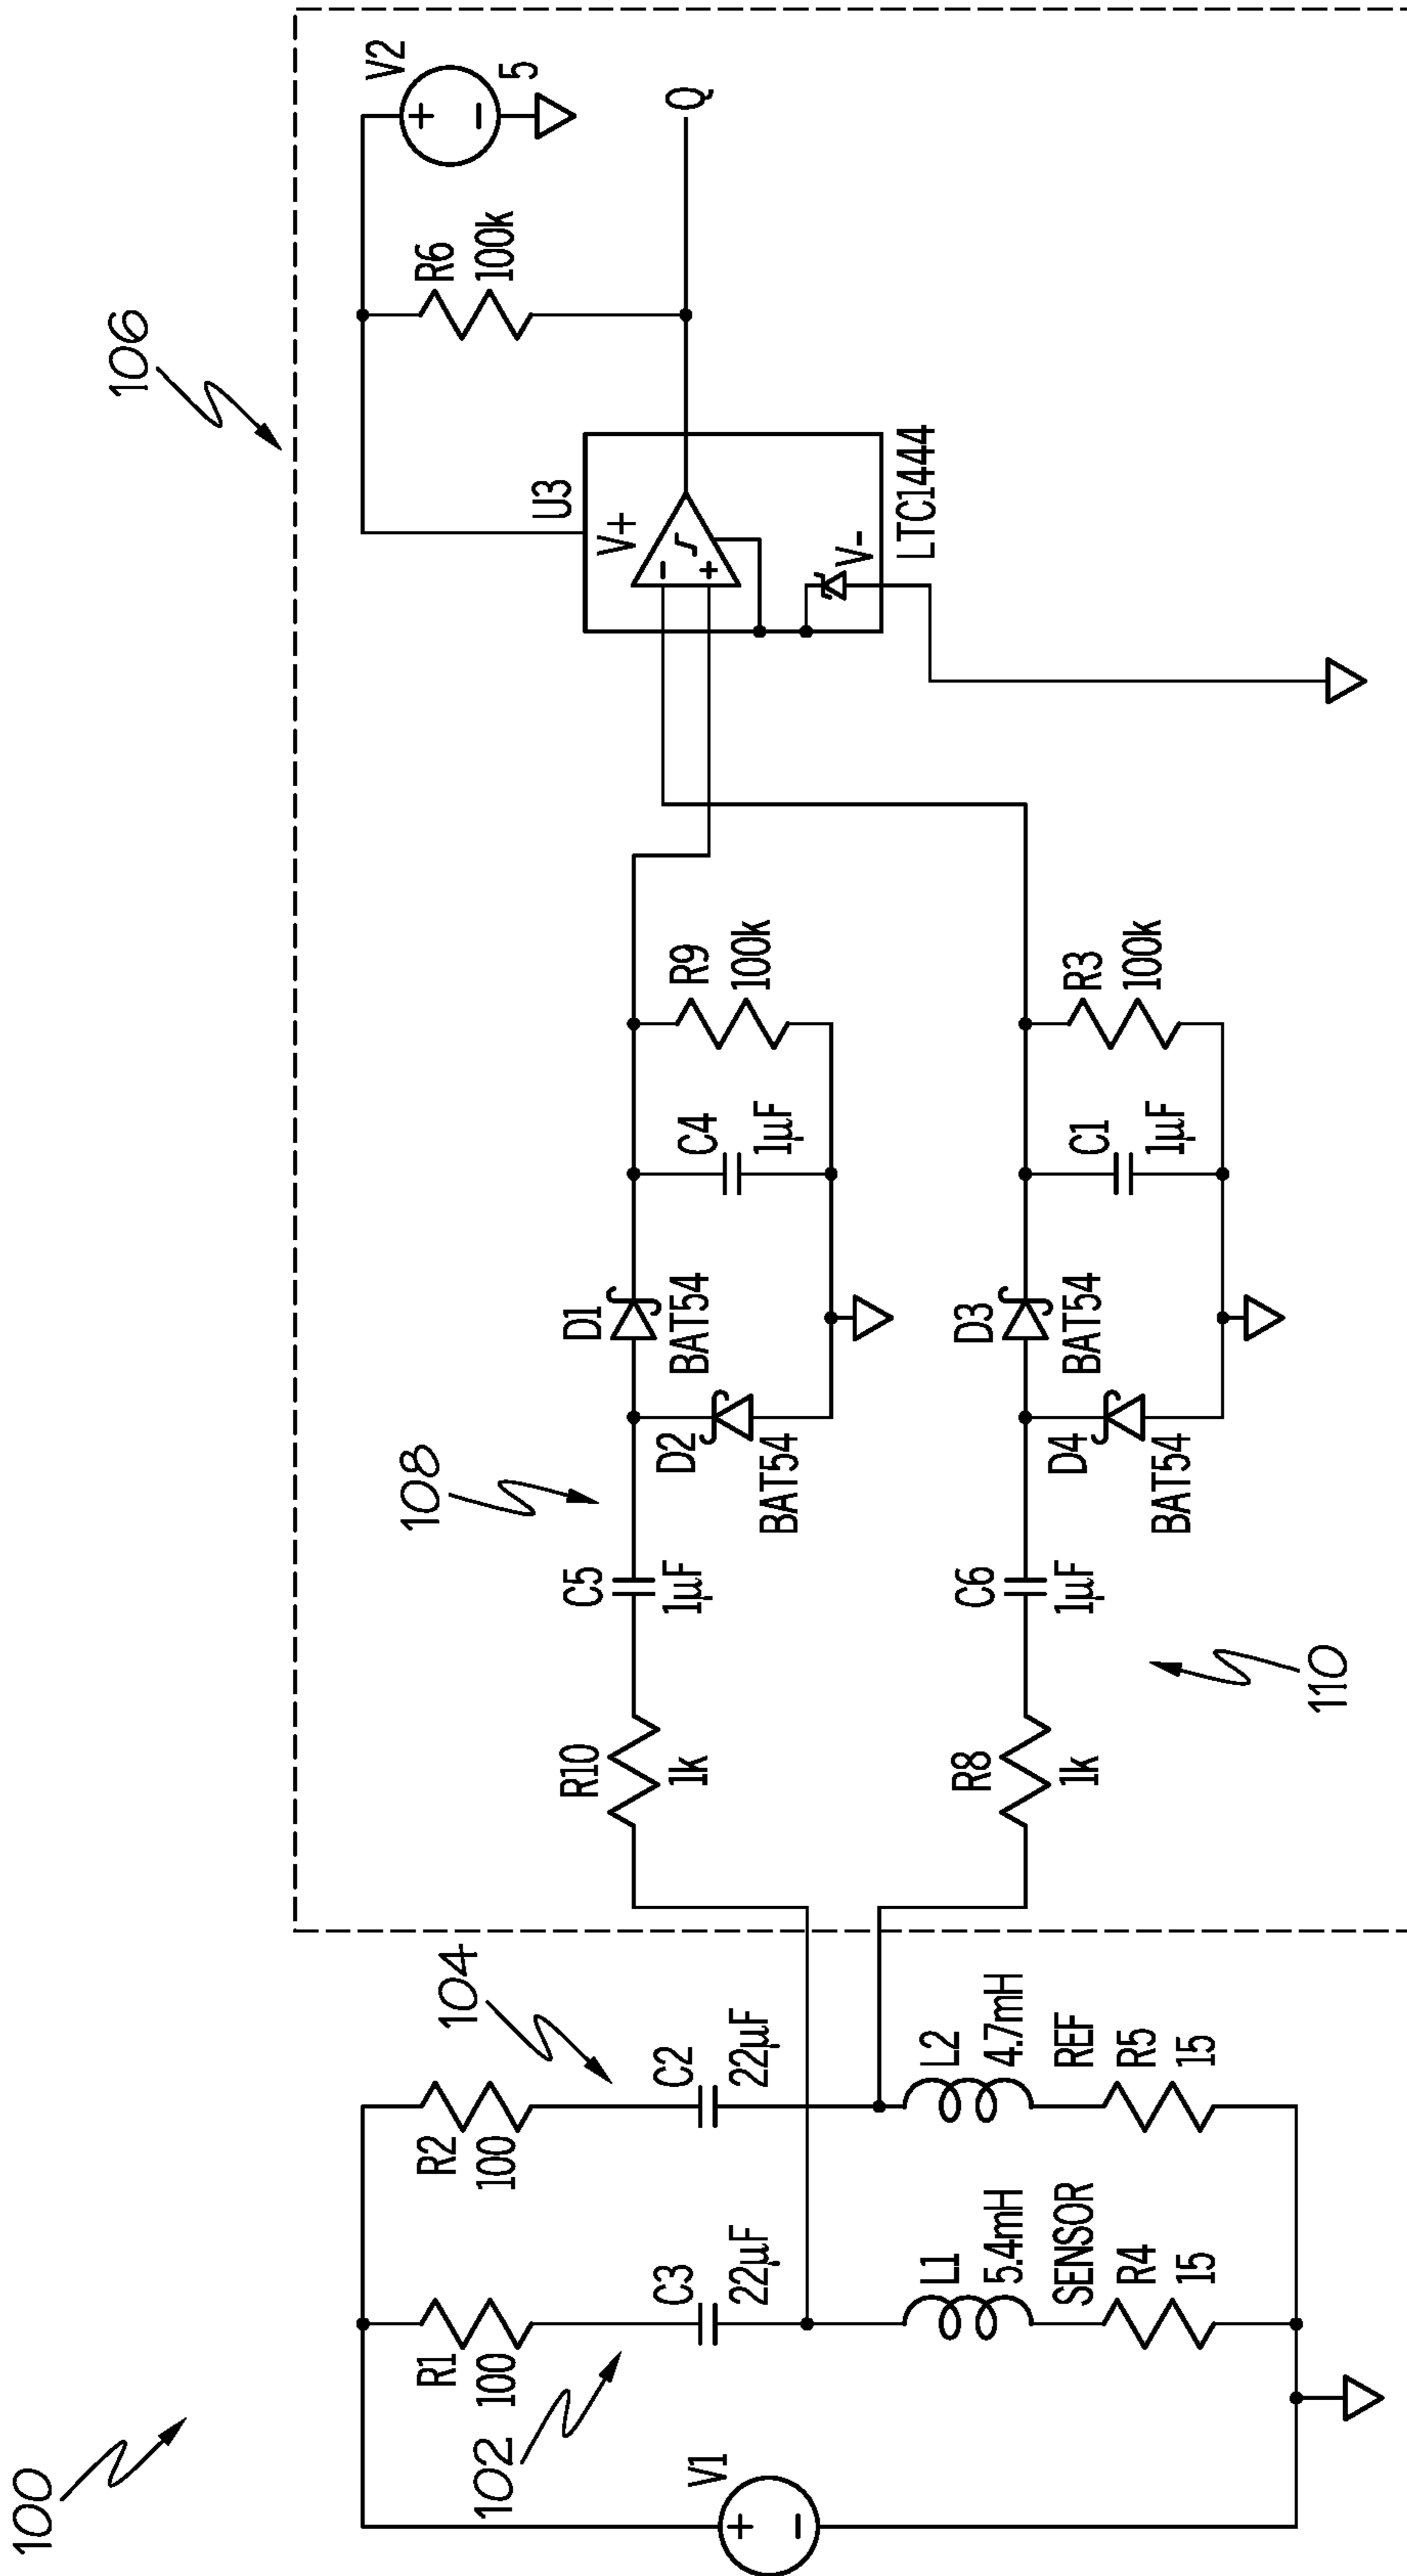 100
102
104
106
108
110
V1
R1
100
C3
22µF
L1
5.4mH
SENSOR
R4
15
R2
100
C2
22µF
L2
4.7mH
REF
R5
15
R10
1k
C5
1µF
D2
BAT54
D1
BAT54
C4
1µF
R9
100k
R8
1k
C6
1µF
D4
BAT54
D3
BAT54
C1
1µF
R3
100k
U3
V+
V-
LTC1444
R6
100k
V2
5
Q